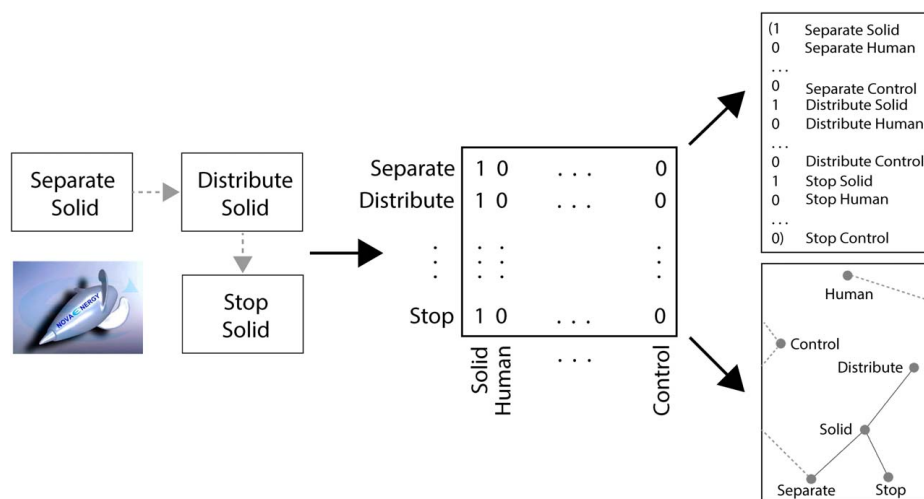 Separate
Solid
Distribute
Solid
Stop
Solid
NOVA ENERGY
Separate 1 0 . . . 0
Distribute 1 0 . . . 0
. . . . .
Stop 1 0 . . . 0
Solid
Human
. . .
Control
(1 Separate Solid
0 Separate Human
...
0 Separate Control
1 Distribute Solid
0 Distribute Human
...
0 Distribute Control
1 Stop Solid
0 Stop Human
...
0) Stop Control
Human
Control
Distribute
Solid
Separate
Stop